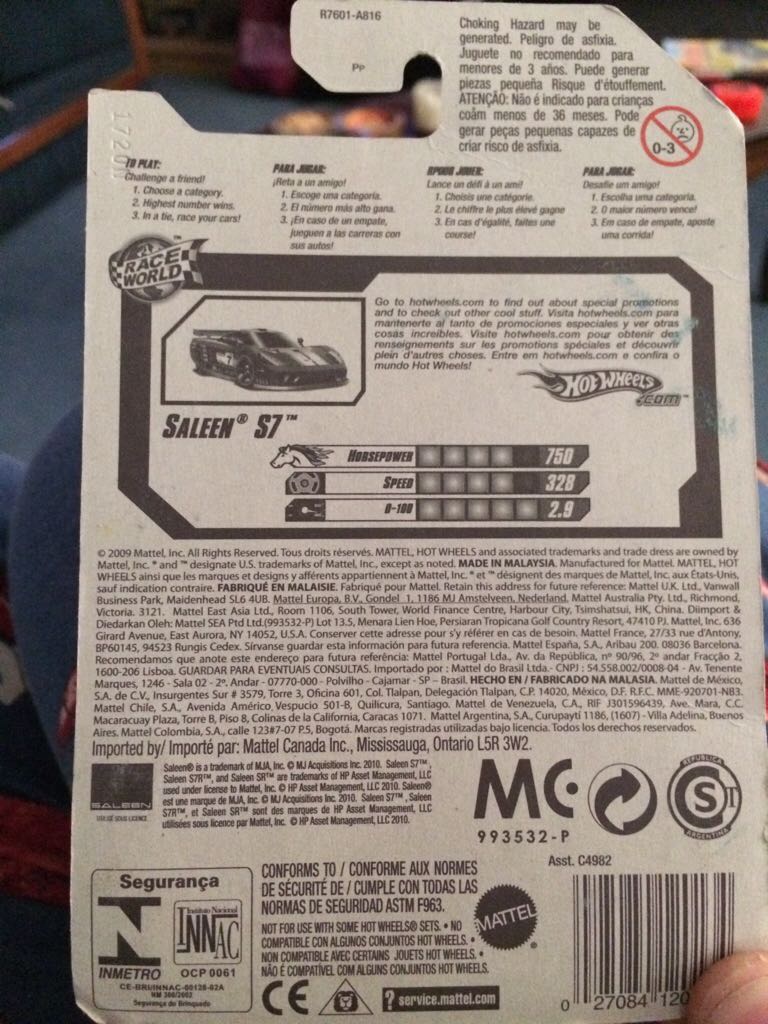 R7601-A816
PP
Choking Hazard may be
generated. Peligro de asfixia.
Juguete no recomendado para
menores de 3 años. Puede generar
piezas pequeña Risque d'étouffement.
ATENÇÃO: Não é indicado para crianças
coám menos de 36 meses. Pode
gerar peças pequenas capazes de
criar risco de asfixia.
0-3
TO PLAY:
Challenge a friend!
1. Choose a category.
2. Highest number wins.
3. In a tie, race your cars!
PARA JUGAR:
¡Reta a un amigo!
1. Escoge una categoría.
2. El número más alto gana.
3. ¡En caso de un empate,
jueguen a las carreras con
sus autos!
POUR JOUER:
Lance un défi à un ami!
1. Choisis une catégorie.
2. Le chiffre le plus élevé gagne
3. En cas d'égalité, faites une
course!
PARA JUGAR:
Desafie um amigo!
1. Escolha uma categoria.
2. O maior número vence!
3. Em caso de empate, aposte
uma corrida!
RACE
WORLD
Go to hotwheels.com to find out about special promotions
and to check out other cool stuff. Visita hotwheels.com para
mantenerte al tanto de promociones especiales y ver otras
cosas increíbles. Visite hotwheels.com pour obtenir des
renseignements sur les promotions spéciales et découvrir
plein d'autres choses. Entre em hotwheels.com e confira o
mundo Hot Wheels!
HOT WHEELS
.COM™
SALEEN® S7™
HORSEPOWER 750
SPEED 328
0-100 2.9
© 2009 Mattel, Inc. All Rights Reserved. Tous droits réservés. MATTEL, HOT WHEELS and associated trademarks and trade dress are owned by
Mattel, Inc. ® and ™ designate U.S. trademarks of Mattel, Inc., except as noted. MADE IN MALAYSIA. Manufactured for Mattel. MATTEL, HOT
WHEELS ainsi que les marques et designs y afférents appartiennent à Mattel, Inc. ® et ™ désignent des marques de Mattel, Inc. aux États-Unis,
sauf indication contraire. FABRIQUÉ EN MALAISIE. Fabriqué pour Mattel. Retain this address for future reference: Mattel U.K. Ltd., Vanwall
Business Park, Maidenhead SL6 4UB. Mattel Europa, B.V., Gondel 1, 1186 MJ Amstelveen, Nederland. Mattel Australia Pty. Ltd., Richmond,
Victoria. 3121. Mattel East Asia Ltd., Room 1106, South Tower, World Finance Centre, Harbour City, Tsimshatsui, HK, China. Diimport &
Diedarkan Oleh: Mattel SEA Ptd Ltd.(993532-P) Lot 13.5, Menara Lien Hoe, Persiaran Tropicana Golf Country Resort, 47410 PJ. Mattel, Inc. 636
Girard Avenue, East Aurora, NY 14052, U.S.A. Conserver cette adresse pour s'y référer en cas de besoin. Mattel France, 27/33 rue d'Antony,
BP60145, 94523 Rungis Cedex. Sírvanse guardar esta información para futura referencia. Mattel España, S.A., Aribau 200. 08036 Barcelona.
Recomendamos que anote este endereço para futura referência: Mattel Portugal Ltda., Av. da República, nº 90/96, 2º andar Fracção 2,
1600-206 Lisboa. GUARDAR PARA EVENTUAIS CONSULTAS. Importado por : Mattel do Brasil Ltda.- CNPJ : 54.558.002/0008-04 - Av. Tenente
Marques, 1246 - Sala 02 - 2º. Andar - 07770-000 - Polvilho - Cajamar - SP – Brasil. HECHO EN / FABRICADO NA MALASIA. Mattel de México,
S.A. de C.V., Insurgentes Sur # 3579, Torre 3, Oficina 601, Col. Tlalpan, Delegación Tlalpan, C.P. 14020, México, D.F. R.F.C. MME-920701-NB3.
Mattel Chile, S.A., Avenida Américo Vespucio 501-B, Quilicura, Santiago. Mattel de Venezuela, C.A., RIF J301596439, Ave. Mara, C.C.
Macaracuay Plaza, Torre B, Piso 8, Colinas de la California, Caracas 1071. Mattel Argentina, S.A., Curupaytí 1186, (1607) - Villa Adelina, Buenos
Aires. Mattel Colombia, S.A., calle 123#7-07 P.5, Bogotá. Marcas registradas utilizadas bajo licencia. Todos los derechos reservados.
Imported by/ Importé par: Mattel Canada Inc., Mississauga, Ontario L5R 3W2.
SALEEN
UTILISÉ SOUS LICENCE
Saleen® is a trademark of MJA, Inc. © MJ Acquisitions Inc. 2010. Saleen S7™,
Saleen S7R™, and Saleen SR™ are trademarks of HP Asset Management, LLC
used under license to Mattel, Inc. © HP Asset Management, LLC 2010. Saleen®
est une marque de MJA, Inc. © MJ Acquisitions Inc. 2010. Saleen S7™, Saleen
S7R™, et Saleen SR™ sont des marques de HP Asset Management, LLC
utilisées sous licence par Mattel, Inc. © HP Asset Management, LLC 2010.
MC
993532-P
REPUBLICA
S
ARGENTINA
Asst. C4982
Segurança
INMETRO
Instituto Nacional
INNAC
OCP 0061
CE-BRI/INNAC-00128-02A
NM 300/2002
Segurança do Brinquedo
CONFORMS TO / CONFORME AUX NORMES
DE SÉCURITÉ DE / CUMPLE CON TODAS LAS
NORMAS DE SEGURIDAD ASTM F963.
NOT FOR USE WITH SOME HOT WHEELS® SETS. • NO
COMPATIBLE CON ALGUNOS CONJUNTOS HOT WHEELS. •
NON COMPATIBLE AVEC CERTAINS JOUETS HOT WHEELS. •
NÃO É COMPATÍVEL COM ALGUNS CONJUNTOS HOT WHEELS.
MATTEL®
CE
? service.mattel.com
0 27084 120